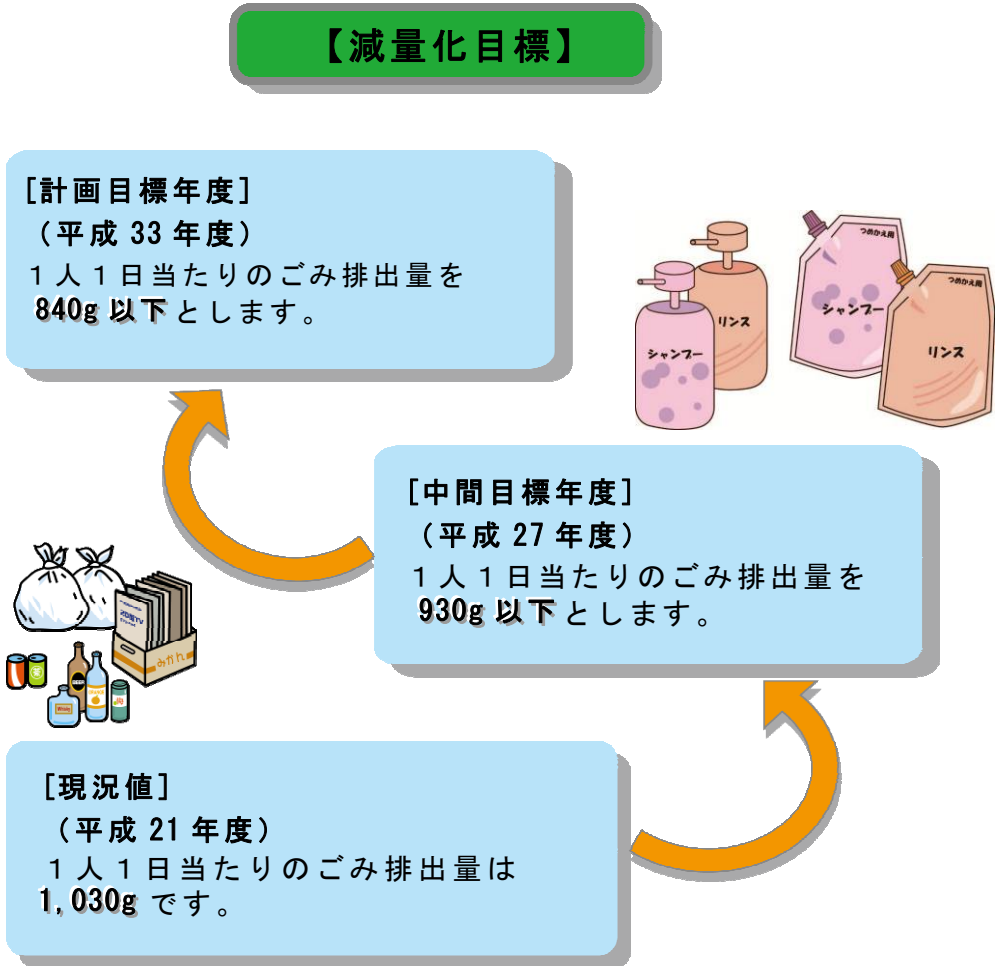 【減量化目標】
[計画目標年度]
（平成 33 年度）
１人１日当たりのごみ排出量を
840g 以下とします。
つめかえ用
つめかえ用
シャンプー
リンス
リンス
シャンプー
[中間目標年度]
（平成 27 年度）
１人１日当たりのごみ排出量を
930g 以下とします。
みかん
[現況値]
（平成 21 年度）
１人１日当たりのごみ排出量は
1,030g です。